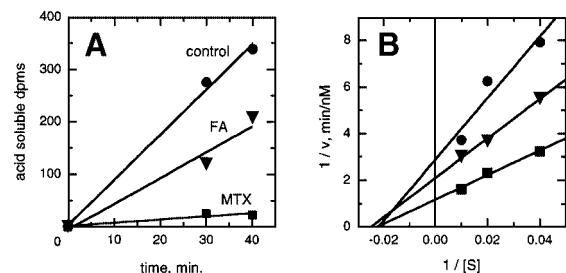 A
acid soluble dpms
400
300
200
100
0
control
FA
MTX
0
10
20
30
40
50
time, min.
B
1 / v, min/nM
8
6
4
2
0
-0.02
0.00
0.02
0.04
1 / [S]